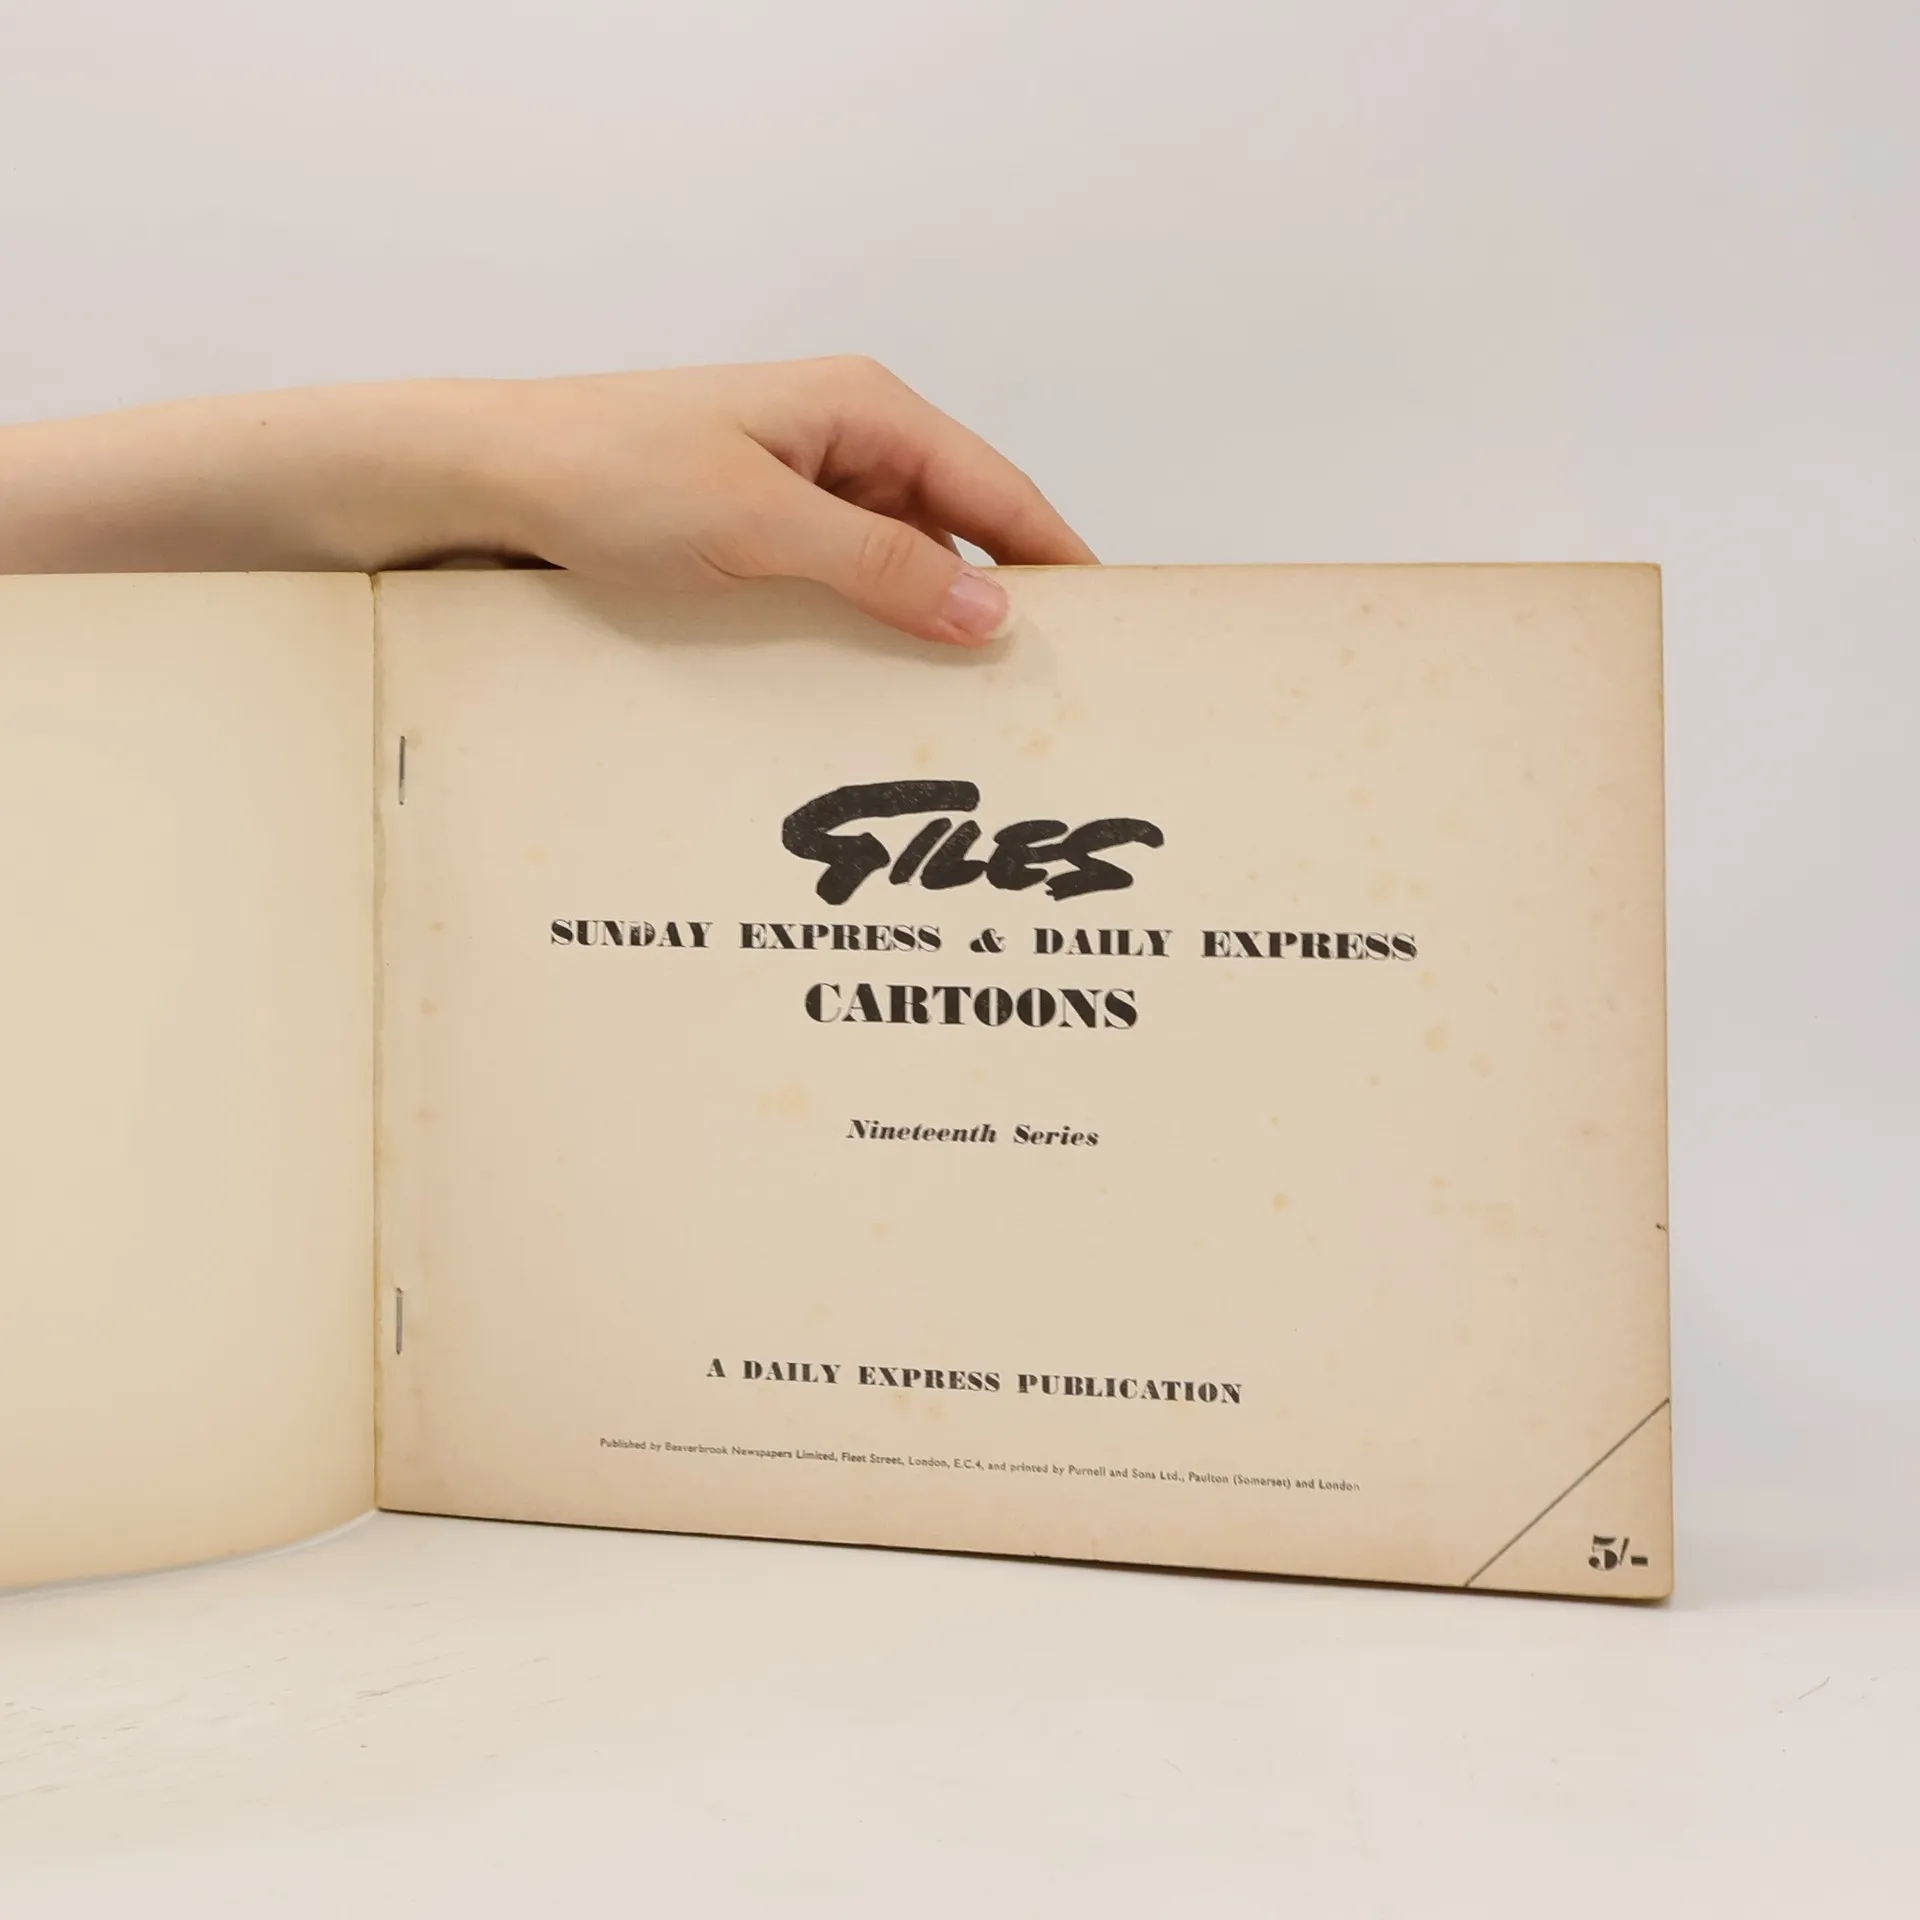 GILES
SUNDAY EXPRESS & DAILY EXPRESS
CARTOONS
Nineteenth Series
A DAILY EXPRESS PUBLICATION
Published by Beaverbrook Newspapers Limited, Fleet Street, London, E.C.4, and printed by Purnell and Sons Ltd., Paulton (Somerset) and London
5/-